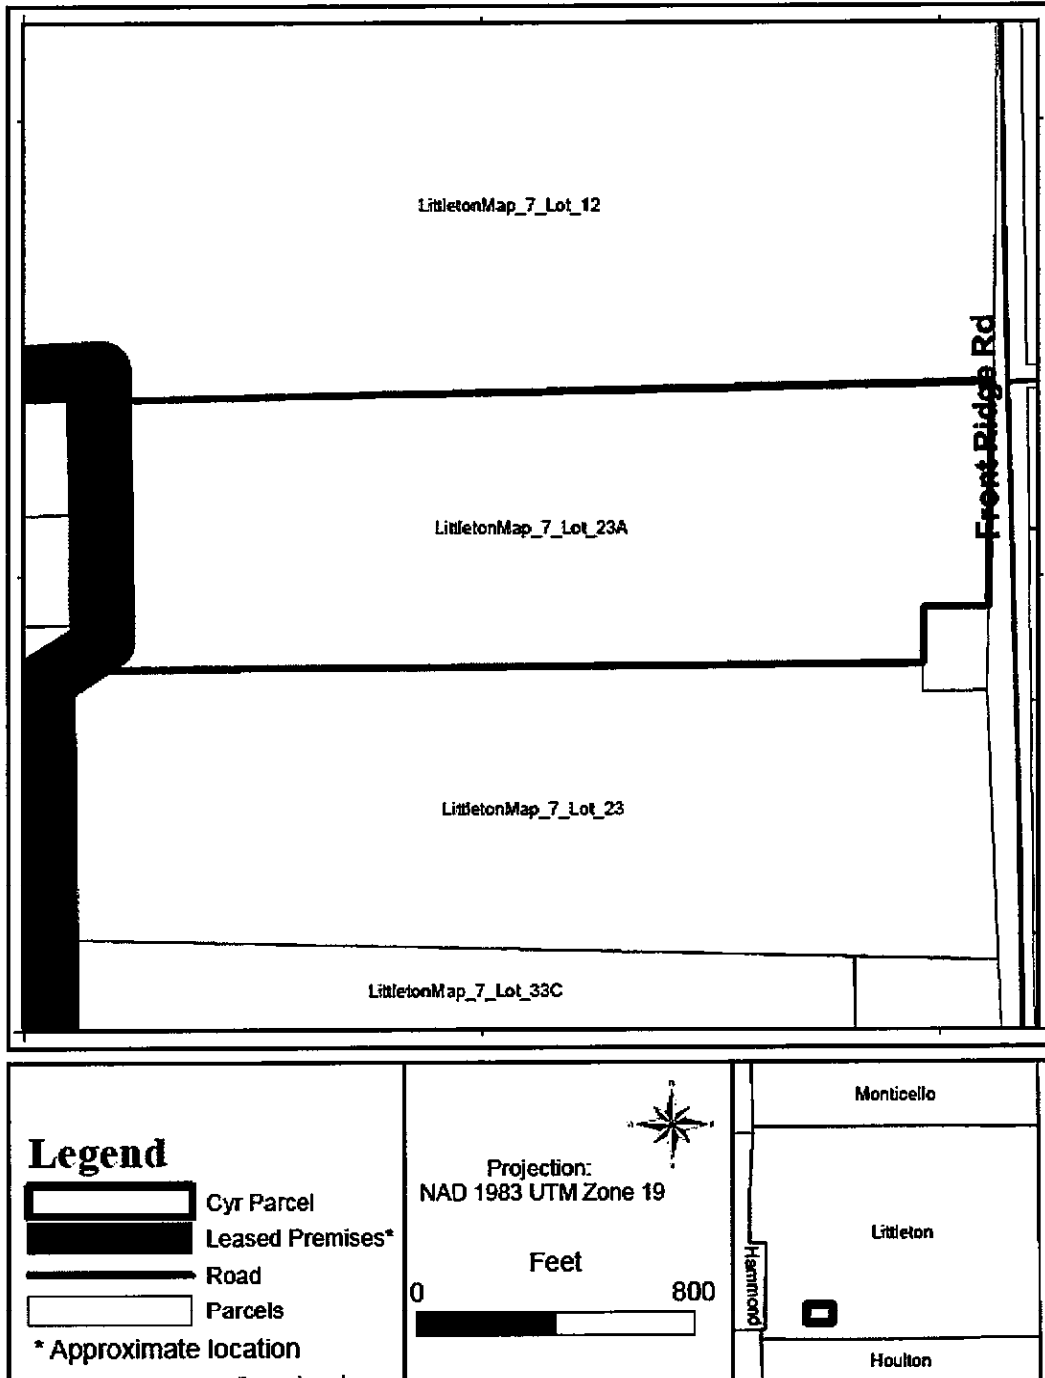 LittletonMap_7_Lot_12
Front Ridge Rd
LittletonMap_7_Lot_23A
LittletonMap_7_Lot_23
LittletonMap_7_Lot_33C
Legend
Cyr Parcel
Leased Premises*
Road
Parcels
* Approximate location
Projection:
NAD 1983 UTM Zone 19
Feet
0 800
Monticello
Littleton
Hammond
Houlton